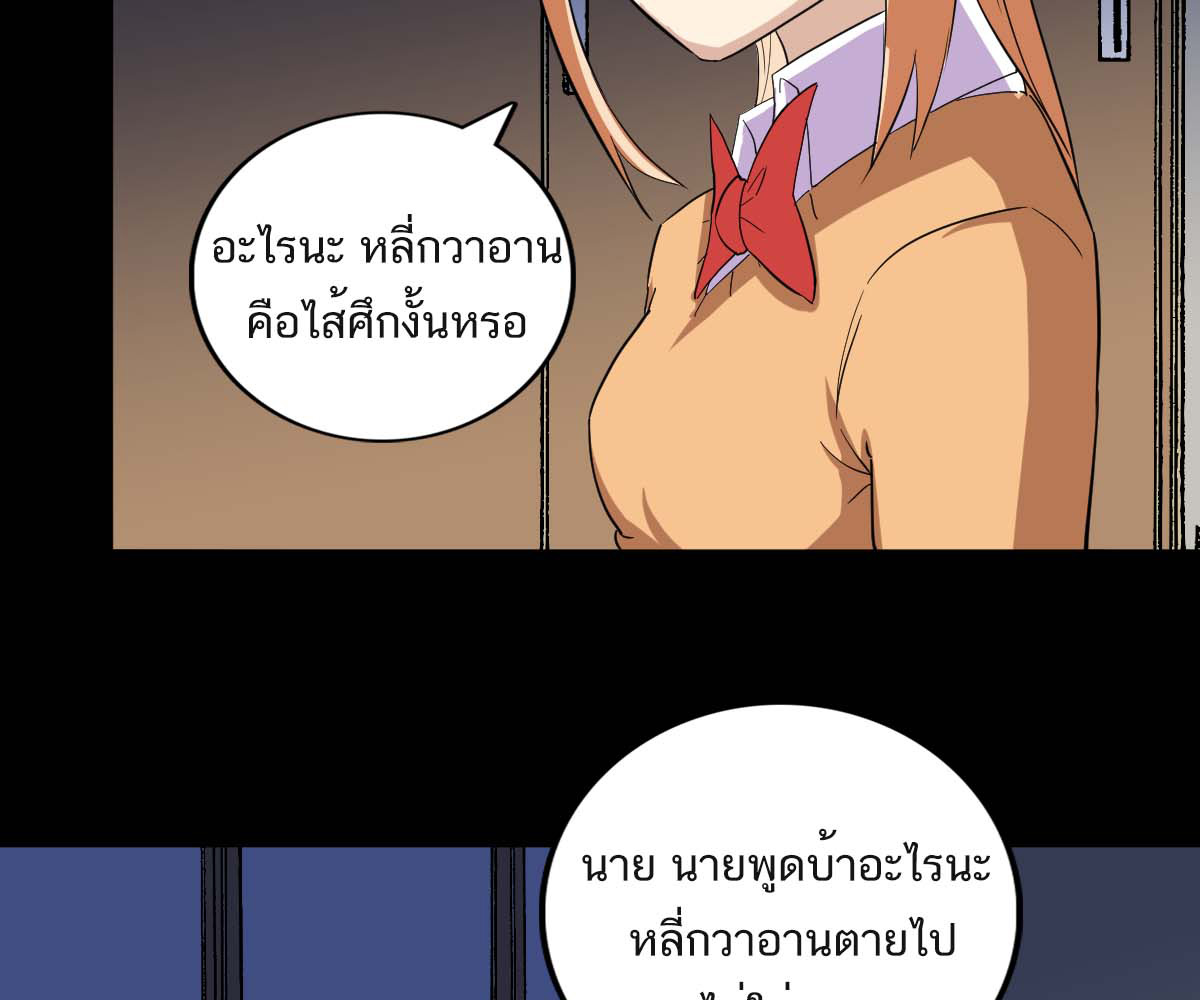 อะไรนะ หลี่กวาอาน
คือไส้ศึกงั้นหรอ
นาย นายพูดบ้าอะไรนะ
หลี่กวาอานตายไป